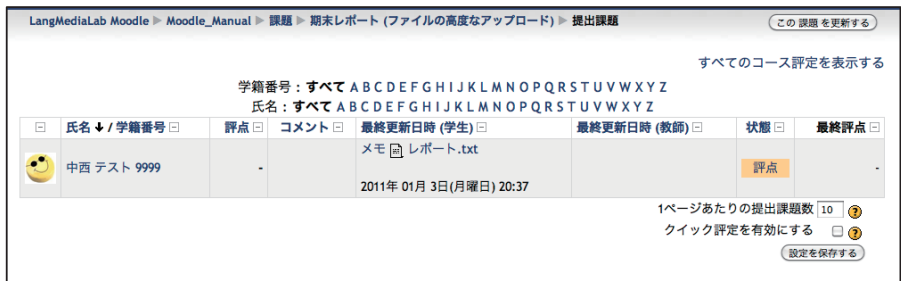 LangMediaLab Moodle ▶ Moodle_Manual ▶ 課題 ▶ 期末レポート (ファイルの高度なアップロード) ▶ 提出課題 この 課題 を更新する
すべてのコース評定を表示する
学籍番号 : すべて A B C D E F G H I J K L M N O P Q R S T U V W X Y Z
氏名 : すべて A B C D E F G H I J K L M N O P Q R S T U V W X Y Z
氏名 ↓ / 学籍番号 評点 コメント 最終更新日時 (学生) 最終更新日時 (教師) 状態 最終評点
メモ レポート.txt
中西 テスト 9999 - 評点 -
2011年 01月 3日(月曜日) 20:37
1ページあたりの提出課題数 10
クイック評定を有効にする
設定を保存する